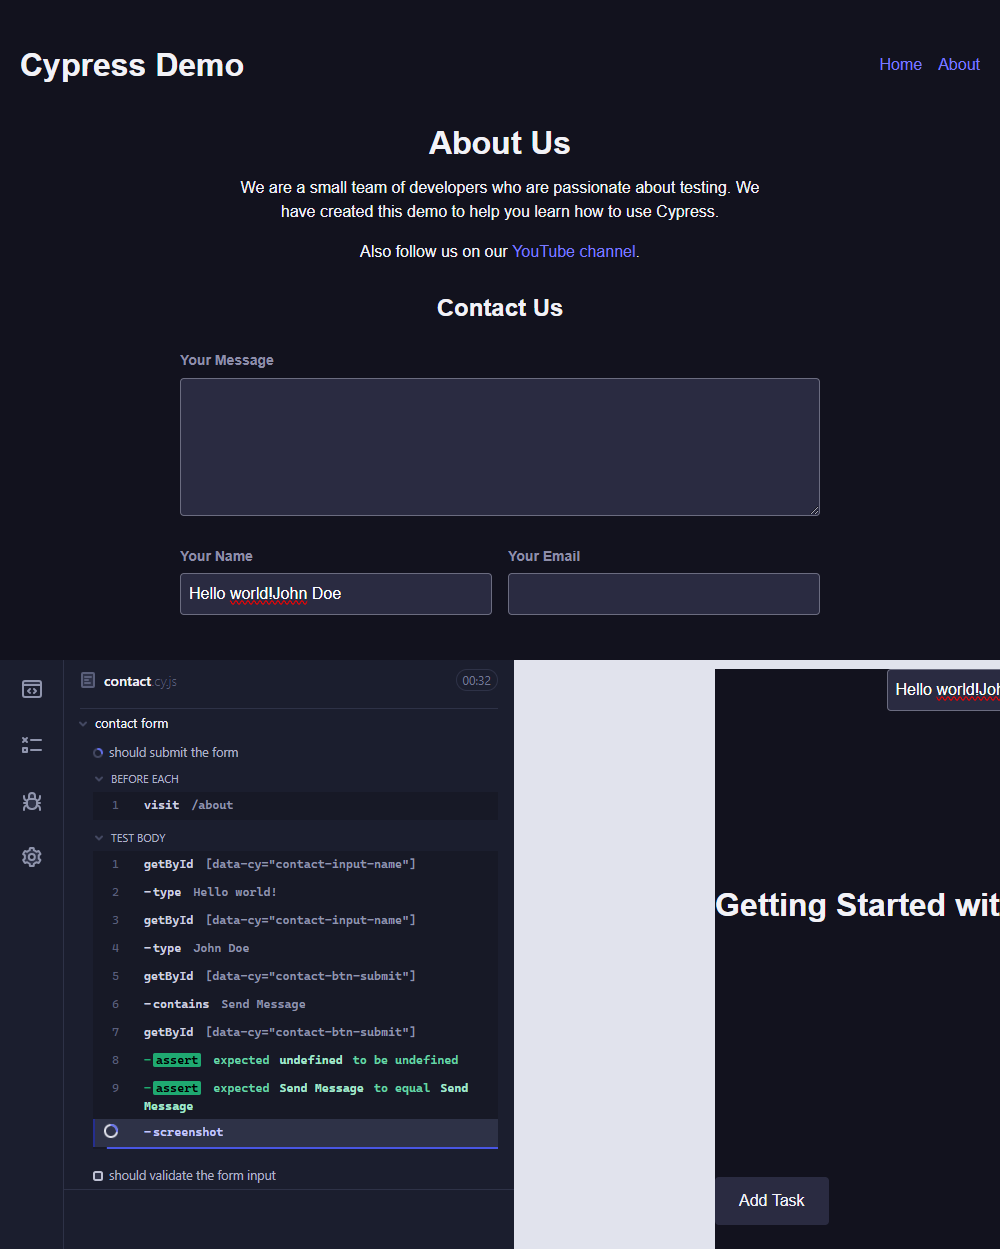 Cypress Demo
Home About
About Us
We are a small team of developers who are passionate about testing. We
have created this demo to help you learn how to use Cypress.
Also follow us on our YouTube channel.
Contact Us
Your Message
Your Name Your Email
Hello world!John Doe
contact.cy.js 00:32
contact form
should submit the form
BEFORE EACH
1 visit /about
TEST BODY
1 getById [data-cy="contact-input-name"]
2 -type Hello world!
3 getById [data-cy="contact-input-name"]
4 -type John Doe
5 getById [data-cy="contact-btn-submit"]
6 -contains Send Message
7 getById [data-cy="contact-btn-submit"]
8 -assert expected undefined to be undefined
9 -assert expected Send Message to equal Send
Message
-screenshot
should validate the form input
Hello world!Joh
Getting Started wit
Add Task